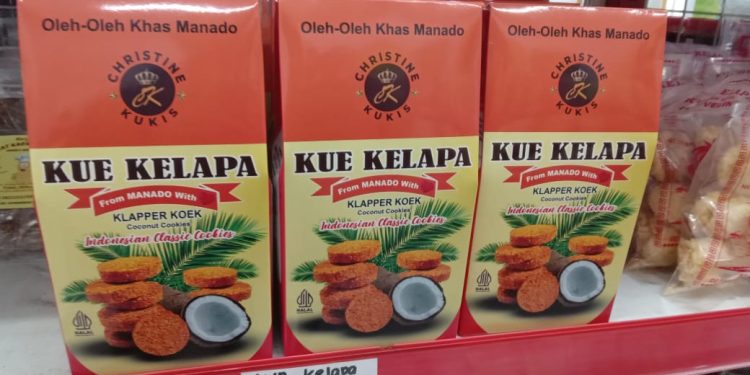 Oleh-Oleh Khas Manado
CHRISTINE
CK
KUKIS
KUE KELAPA
From MANADO With
KLAPPER KOEK
Coconut Cookies
Indonesian Classic Cookies
HALAL
Oleh-Oleh Khas Manado
CHRISTINE
CK
KUKIS
KUE KELAPA
From MANADO With
KLAPPER KOEK
Coconut Cookies
Indonesian Classic Cookies
HALAL
Oleh-Oleh Khas Manado
CHRISTINE
CK
KUKIS
KUE KELAPA
From MANADO With
KLAPPER KOEK
Coconut Cookies
Indonesian Classic Cookies
HALAL
Kelapa